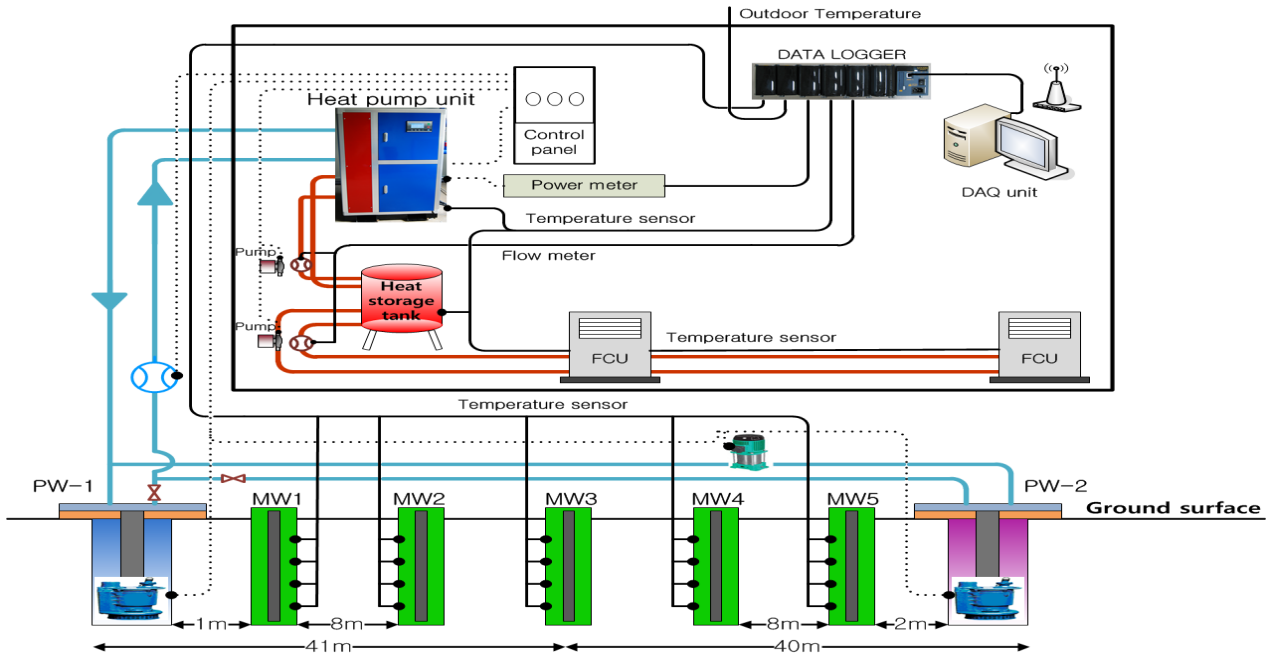 Outdoor Temperature
DATA LOGGER
Heat pump unit
Control
panel
DAQ unit
Power meter
Temperature sensor
Pump
Flow meter
Heat
storage
tank
Pump
Temperature sensor
FCU
FCU
Temperature sensor
PW-1
MW1
MW2
MW3
MW4
MW5
PW-2
Ground surface
1m
8m
8m
2m
41m
40m